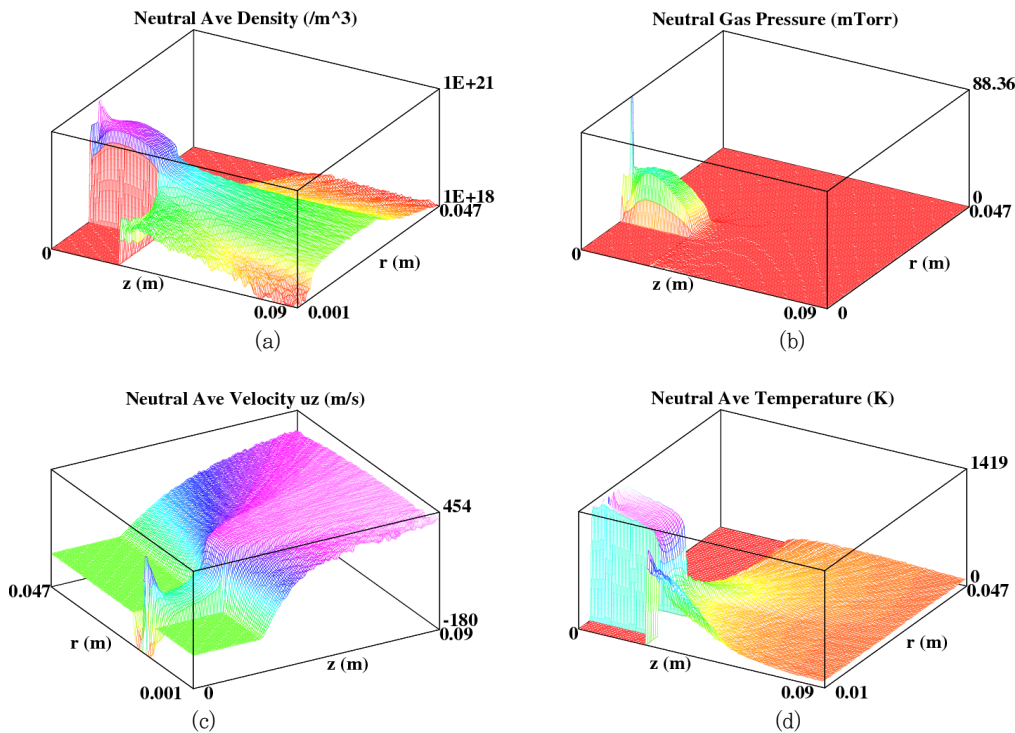 Neutral Ave Density (/m^3)
1E+21
1E+18
0.047
r (m)
0
z (m)
0.09
0.001
(a)
Neutral Gas Pressure (mTorr)
88.36
0
0.047
r (m)
0
z (m)
0.09
0
(b)
Neutral Ave Velocity uz (m/s)
454
-180
0.09
0.047
r (m)
z (m)
0.001
0
(c)
Neutral Ave Temperature (K)
1419
0
0.047
r (m)
0
z (m)
0.09
0.01
(d)